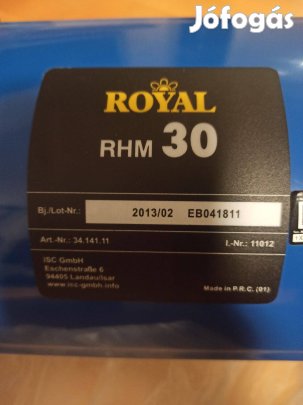 Jófogás
ROYAL
RHM 30
Bj./Lot-Nr.: 2013/02 EB041811
Art.-Nr.: 34.141.11 I.-Nr.: 11012
ISC GmbH
Eschenstraße 6
94405 Landau/Isar
www.isc-gmbh.info
Made in P.R.C. (01)